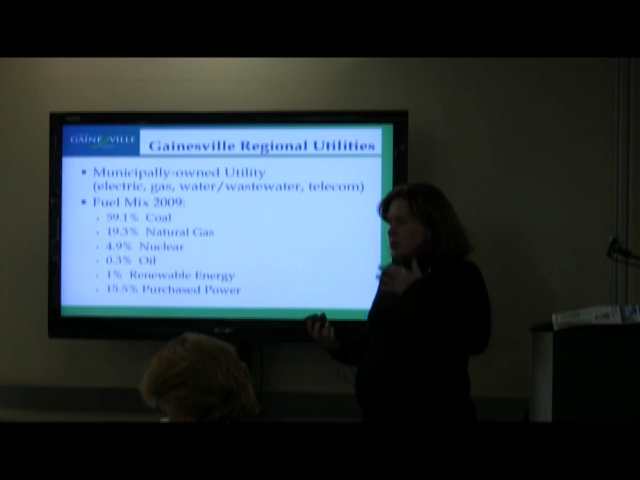 GAINESVILLE
Gainesville Regional Utilities
▪ Municipally-owned Utility
(electric, gas, water/wastewater, telecom)
▪ Fuel Mix 2009:
▪ 59.1% Coal
▪ 19.3% Natural Gas
▪ 4.9% Nuclear
▪ 0.3% Oil
▪ 1% Renewable Energy
▪ 15.5% Purchased Power